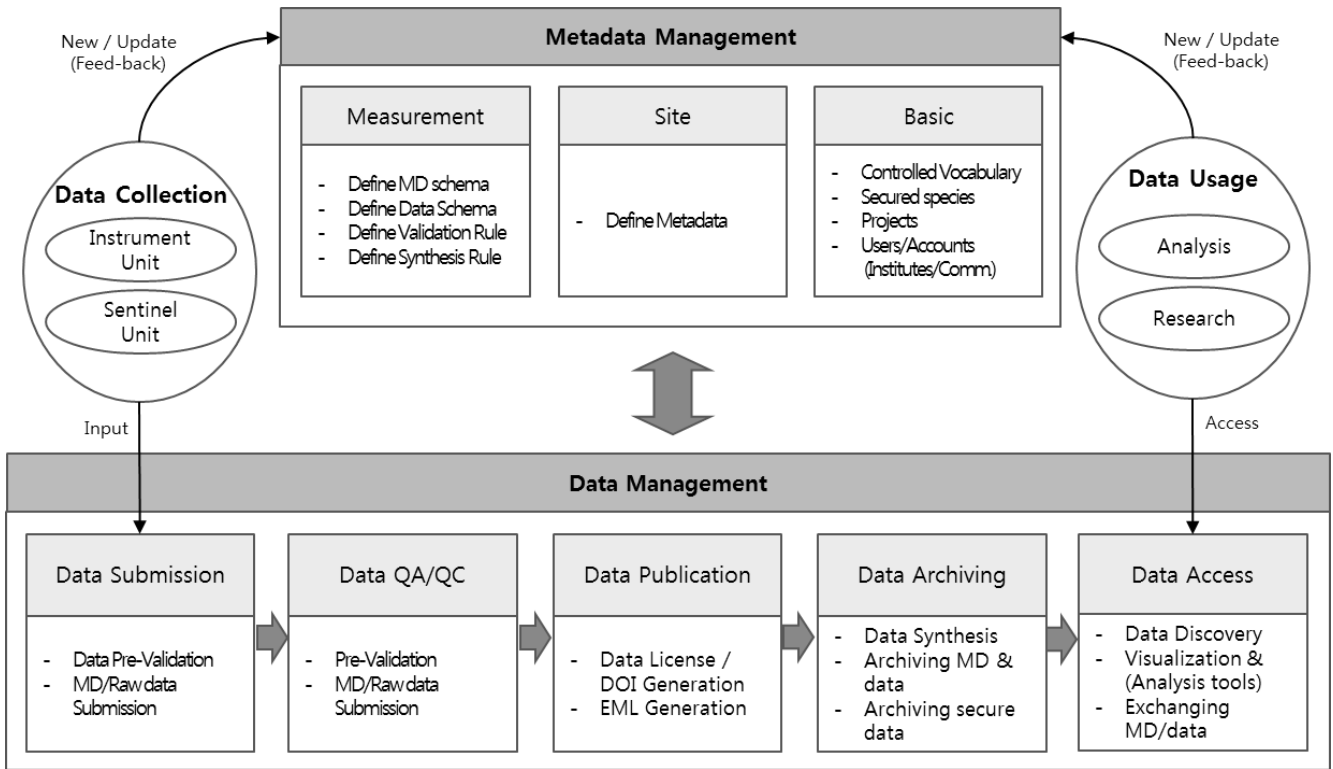 New / Update
(Feed-back)
Metadata Management
New / Update
(Feed-back)
Measurement
- Define MD schema
- Define Data Schema
- Define Validation Rule
- Define Synthesis Rule
Site
- Define Metadata
Basic
- Controlled Vocabulary
- Secured species
- Projects
- Users/Accounts
(Institutes/Comm.)
Data Collection
Instrument
Unit
Sentinel
Unit
Data Usage
Analysis
Research
Input
Access
Data Management
Data Submission
- Data Pre-Validation
- MD/Raw data
Submission
Data QA/QC
- Pre-Validation
- MD/Raw data
Submission
Data Publication
- Data License /
DOI Generation
- EML Generation
Data Archiving
- Data Synthesis
- Archiving MD &
data
- Archiving secure
data
Data Access
- Data Discovery
- Visualization &
(Analysis tools)
- Exchanging
MD/data